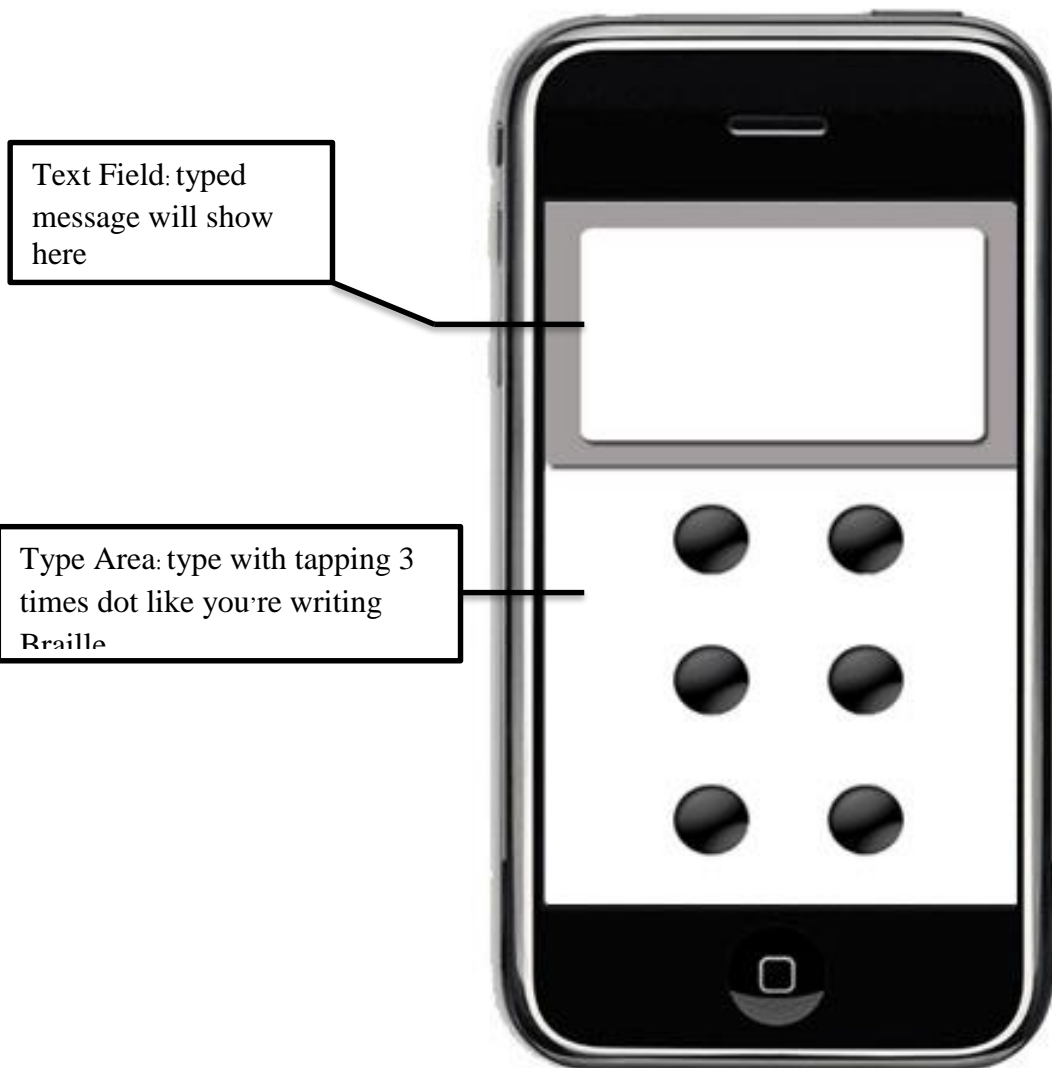 Text Field: typed
message will show
here
Type Area: type with tapping 3
times dot like you're writing
Braille